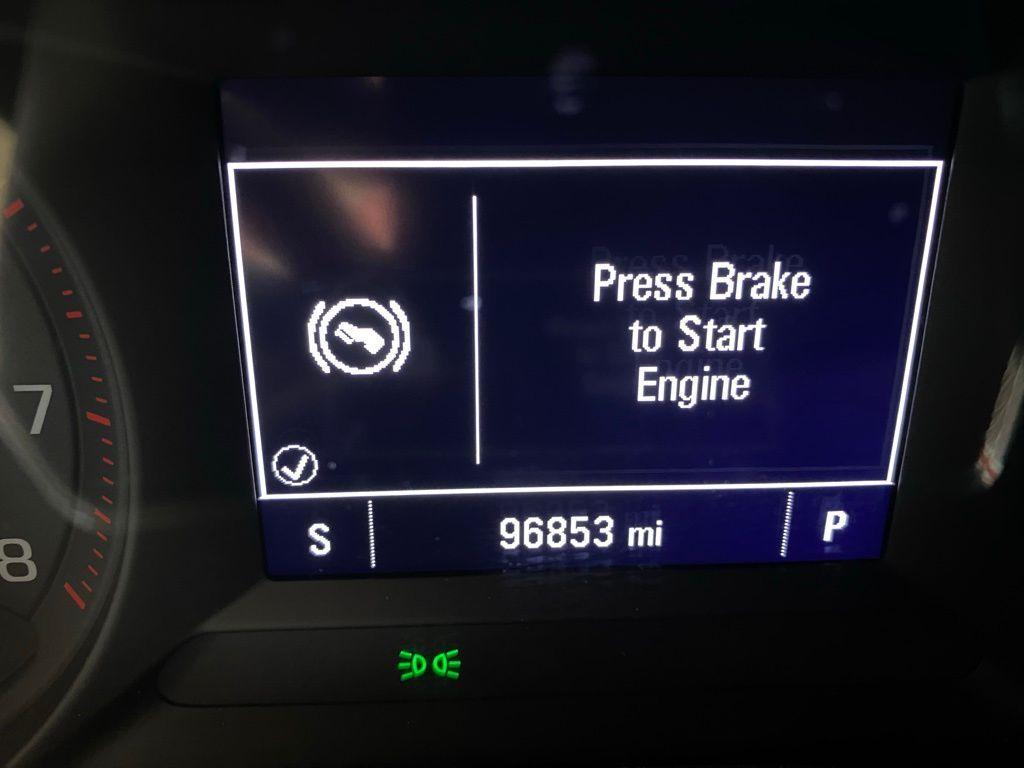 Press Brake
to Start
Engine
7
8
S
96853 mi
P